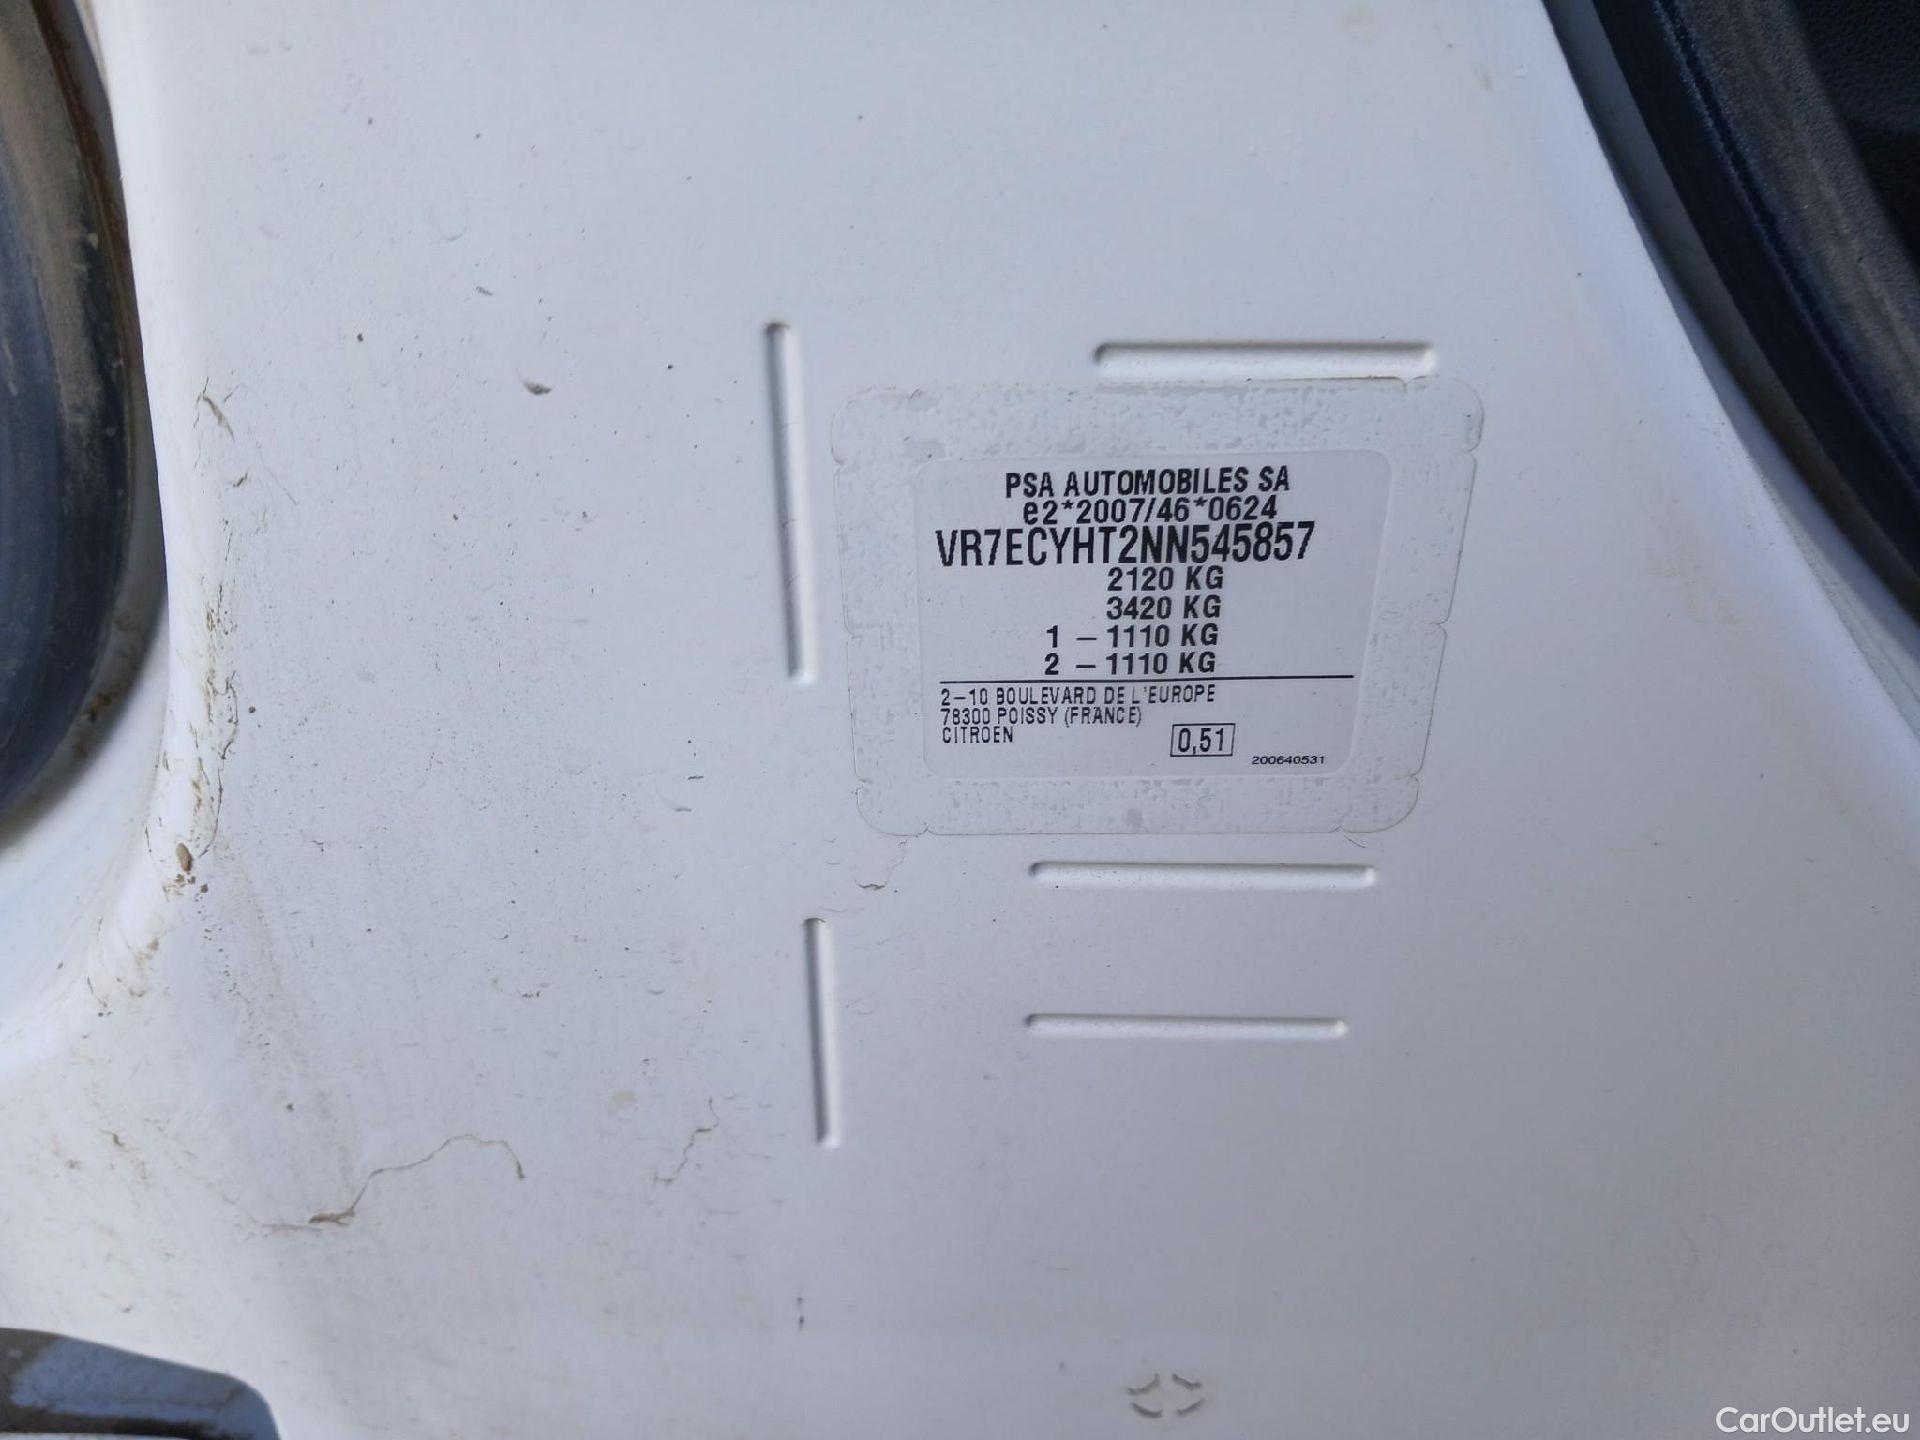 PSA AUTOMOBILES SA
e2*2007/46*0624
VR7ECYHT2NN545857
2120 KG
3420 KG
1 – 1110 KG
2 – 1110 KG
2–10 BOULEVARD DE L'EUROPE
78300 POISSY (FRANCE)
CITROEN
0,51
200640531
CarOutlet.eu